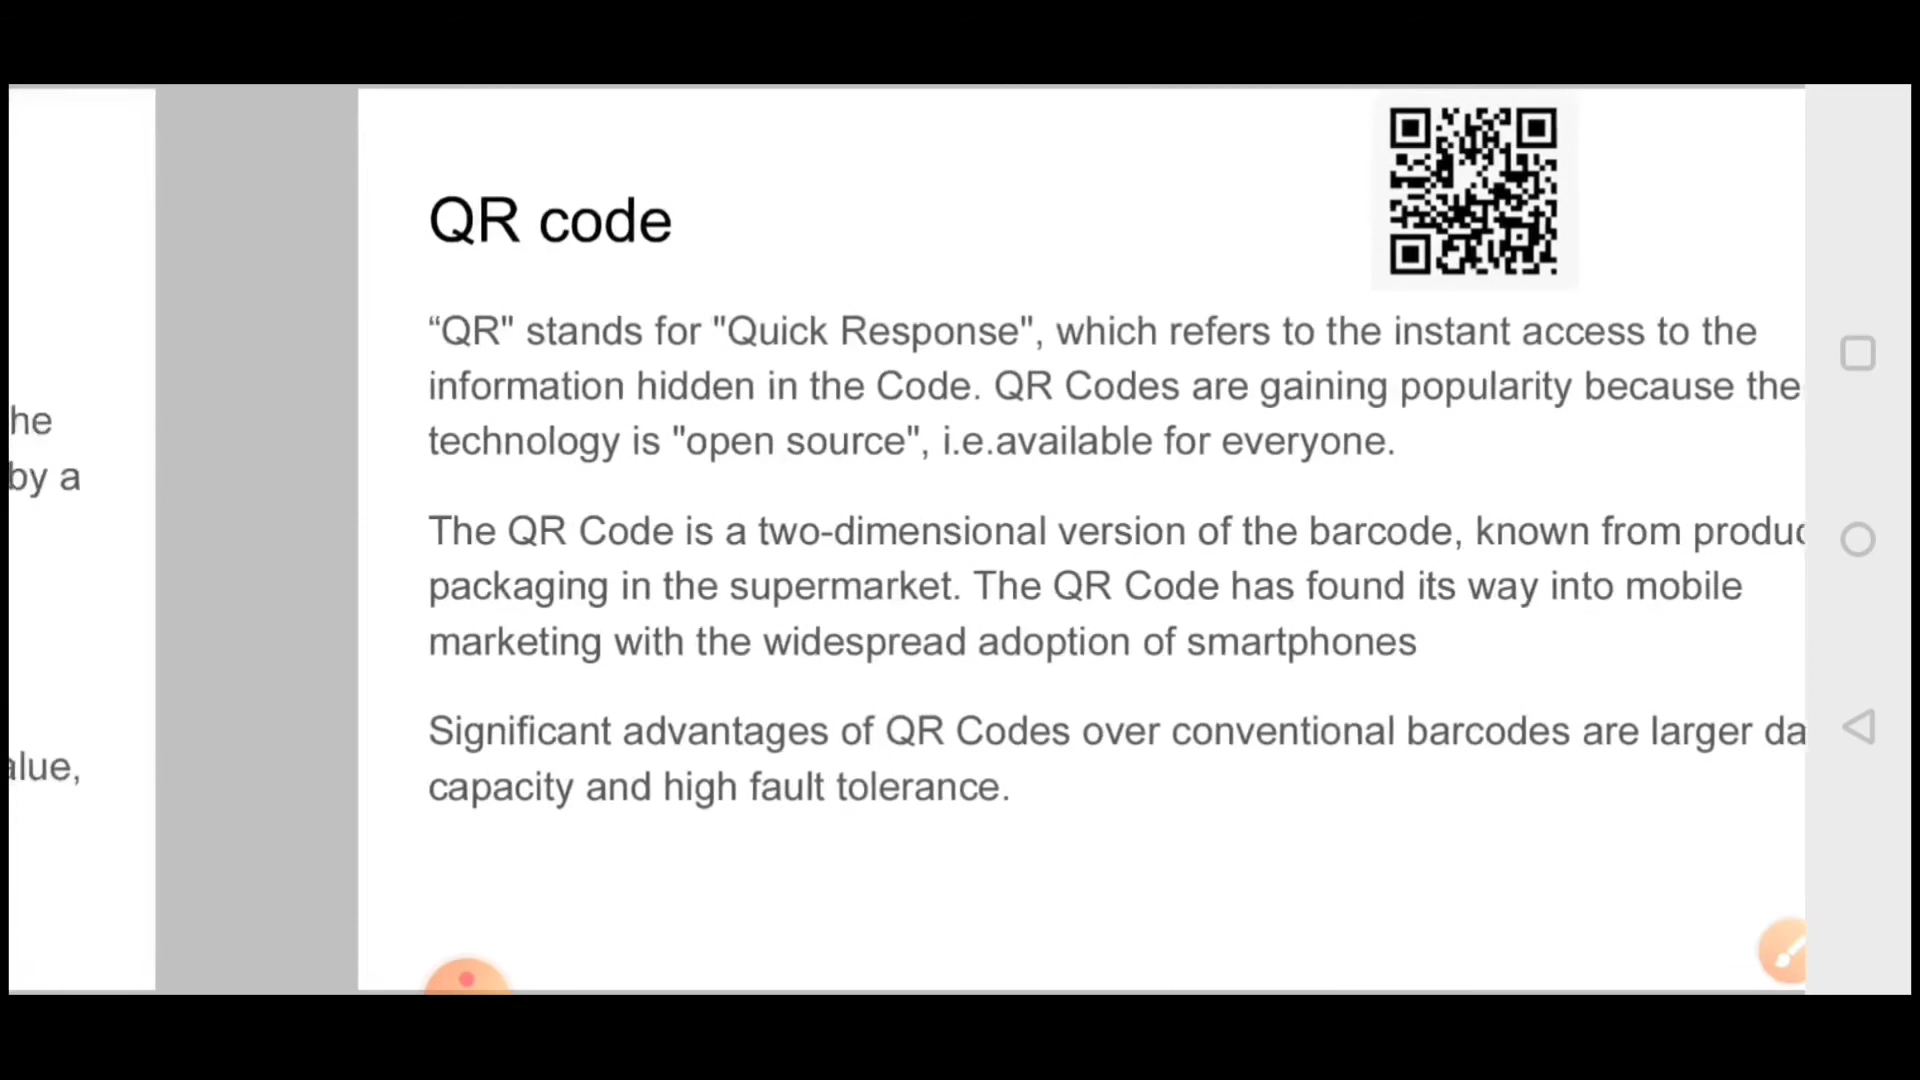 he
by a
alue,
QR code
“QR" stands for "Quick Response", which refers to the instant access to the
information hidden in the Code. QR Codes are gaining popularity because the
technology is "open source", i.e.available for everyone.
The QR Code is a two-dimensional version of the barcode, known from produc
packaging in the supermarket. The QR Code has found its way into mobile
marketing with the widespread adoption of smartphones
Significant advantages of QR Codes over conventional barcodes are larger da
capacity and high fault tolerance.